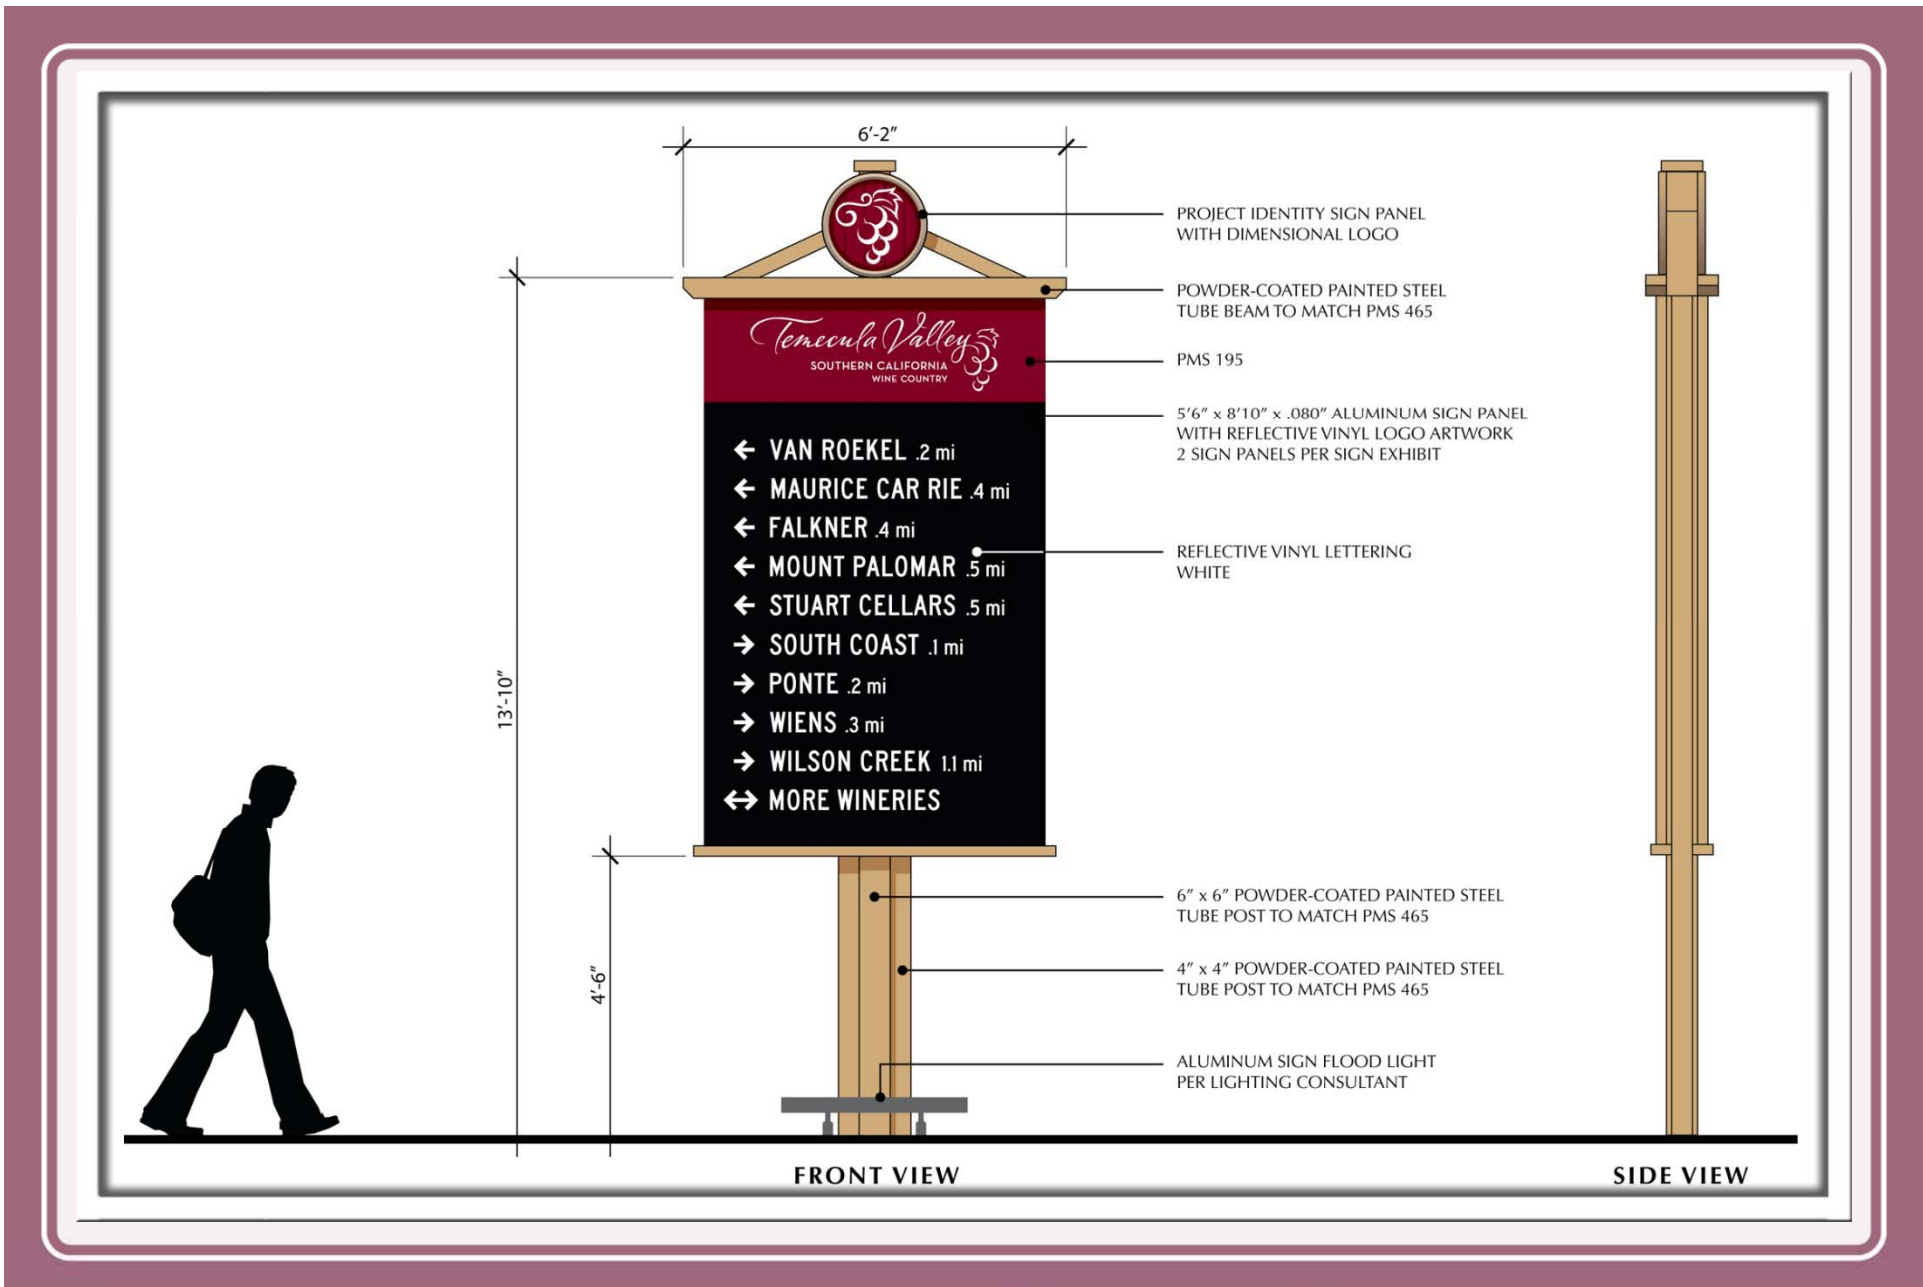 6'-2"
PROJECT IDENTITY SIGN PANEL
WITH DIMENSIONAL LOGO
POWDER-COATED PAINTED STEEL
TUBE BEAM TO MATCH PMS 465
Temecula Valley
SOUTHERN CALIFORNIA
WINE COUNTRY
PMS 195
5'6" x 8'10" x .080" ALUMINUM SIGN PANEL
WITH REFLECTIVE VINYL LOGO ARTWORK
2 SIGN PANELS PER SIGN EXHIBIT
← VAN ROEKEL .2 mi
← MAURICE CAR RIE .4 mi
← FALKNER .4 mi
← MOUNT PALOMAR .5 mi
← STUART CELLARS .5 mi
→ SOUTH COAST .1 mi
→ PONTE .2 mi
→ WIENS .3 mi
→ WILSON CREEK 1.1 mi
↔ MORE WINERIES
REFLECTIVE VINYL LETTERING
WHITE
13'-10"
4'-6"
6" x 6" POWDER-COATED PAINTED STEEL
TUBE POST TO MATCH PMS 465
4" x 4" POWDER-COATED PAINTED STEEL
TUBE POST TO MATCH PMS 465
ALUMINUM SIGN FLOOD LIGHT
PER LIGHTING CONSULTANT
FRONT VIEW
SIDE VIEW